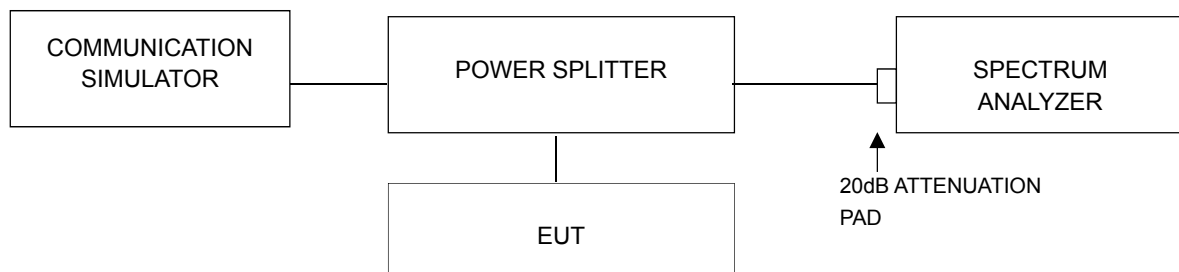 COMMUNICATION
SIMULATOR
POWER SPLITTER
SPECTRUM
ANALYZER
20dB ATTENUATION
PAD
EUT